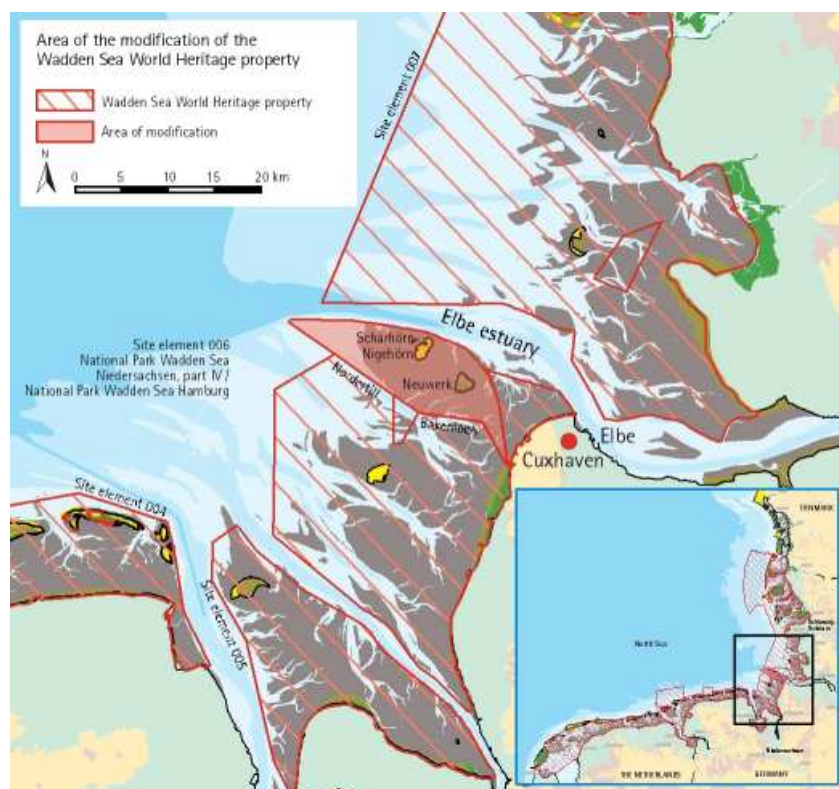 Area of the modification of the
Wadden Sea World Heritage property
Wadden Sea World Heritage property
Area of modification
N
0 5 10 15 20 km
Site element 007
Elbe estuary
Scharhörn
Nigehörn
Neuwerk
Site element 006
National Park Wadden Sea
Niedersachsen, part IV /
National Park Wadden Sea Hamburg
Nordertill
Bakenloch
Elbe
Cuxhaven
Site element 004
Site element 005
DENMARK
North Sea
THE NETHERLANDS
GERMANY